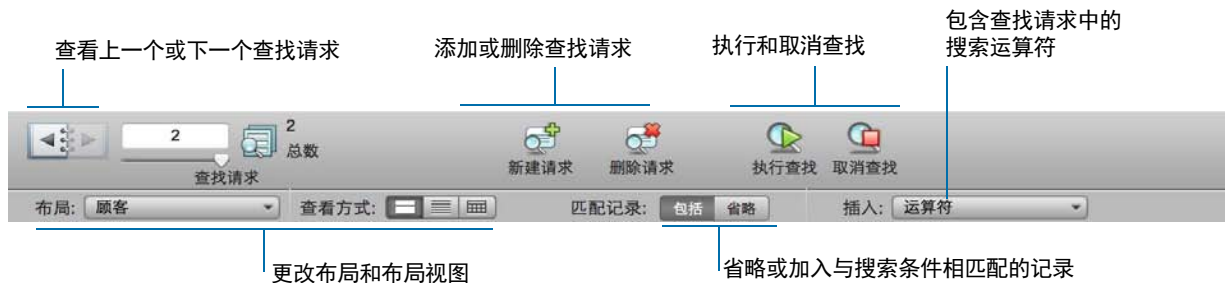 包含查找请求中的
搜索运算符
查看上一个或下一个查找请求
添加或删除查找请求
执行和取消查找
2
2
总数
查找请求
新建请求
删除请求
执行查找
取消查找
布局: 顾客
查看方式:
匹配记录: 包括 省略
插入: 运算符
更改布局和布局视图
省略或加入与搜索条件相匹配的记录